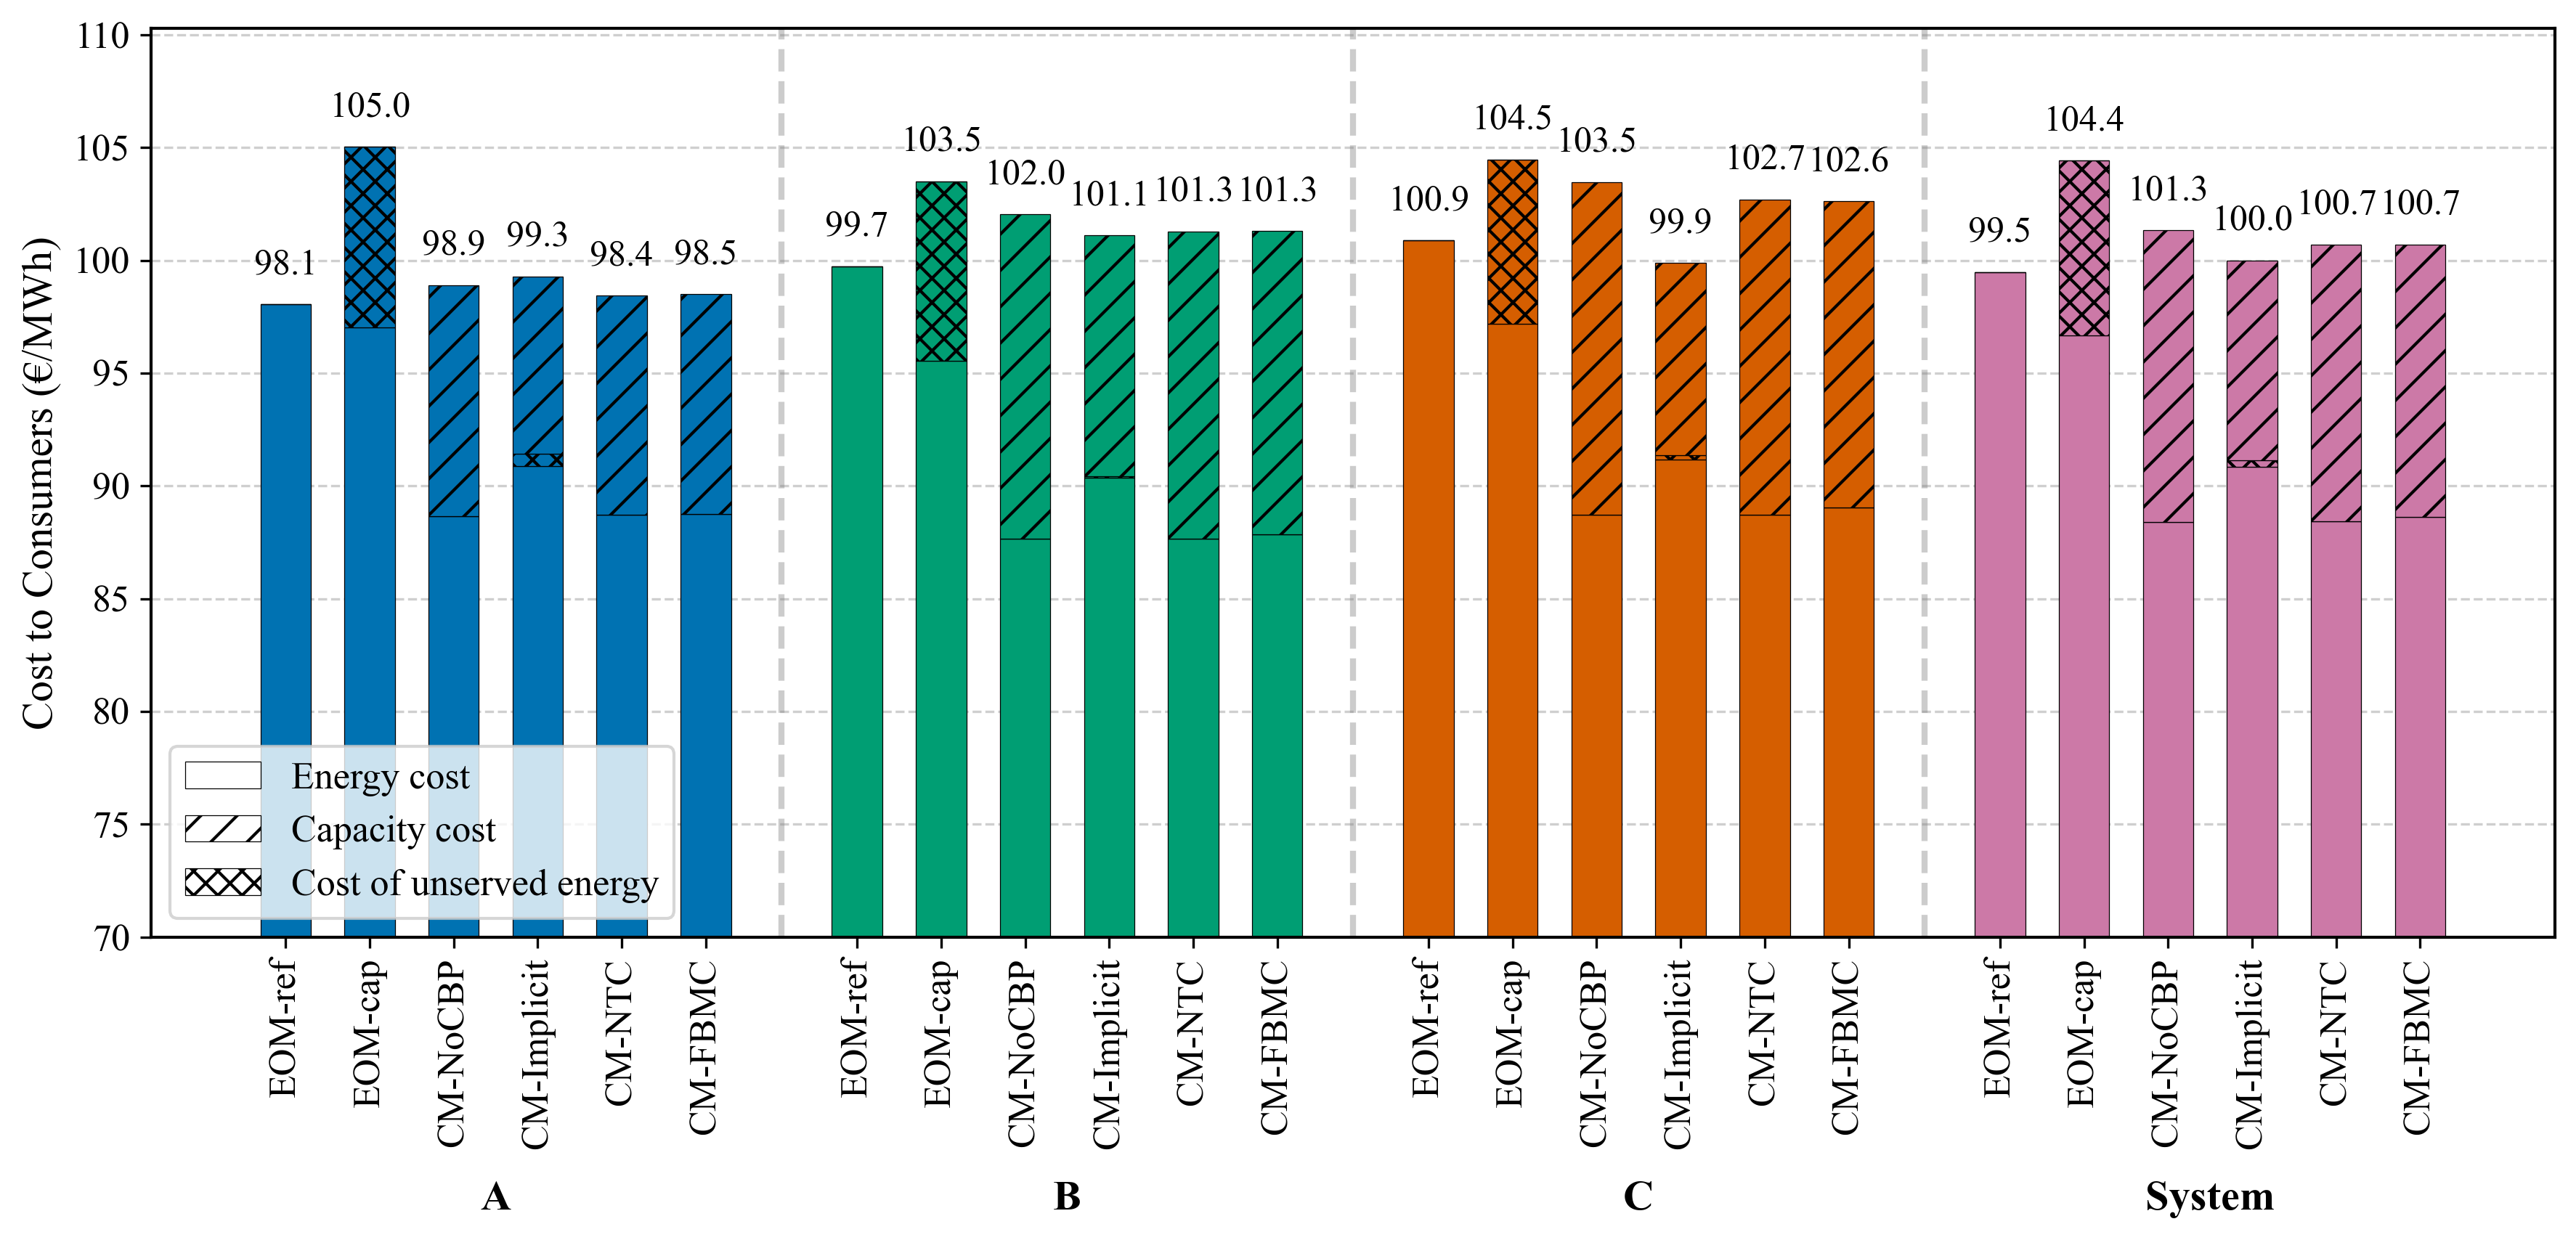 Cost to Consumers (€/MWh)
110
105
100
95
90
85
80
75
70
98.1
105.0
98.9
99.3
98.4
98.5
99.7
103.5
102.0
101.1
101.3
101.3
100.9
104.5
103.5
99.9
102.7
102.6
99.5
104.4
101.3
100.0
100.7
100.7
Energy cost
Capacity cost
Cost of unserved energy
EOM-ref
EOM-cap
CM-NoCBP
CM-Implicit
CM-NTC
CM-FBMC
EOM-ref
EOM-cap
CM-NoCBP
CM-Implicit
CM-NTC
CM-FBMC
EOM-ref
EOM-cap
CM-NoCBP
CM-Implicit
CM-NTC
CM-FBMC
EOM-ref
EOM-cap
CM-NoCBP
CM-Implicit
CM-NTC
CM-FBMC
A
B
C
System